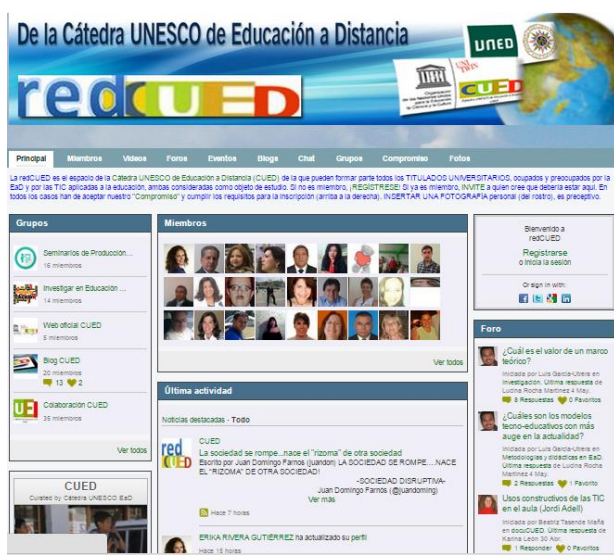 De la Cátedra UNESCO de Educación a Distancia
UNED
UNI
TWIN
redCUED
CUED
Principal Miembros Videos Foros Eventos Blogs Chat Grupos Compromiso Fotos
La redCUED es el espacio de la Cátedra UNESCO de Educación a Distancia (CUED) de la que pueden formar parte todos los TITULADOS UNIVERSITARIOS, ocupados y preocupados por la
EaD y por las TIC aplicadas a la educación, ambas consideradas como objeto de estudio. Si no es miembro, ¡REGÍSTRESE! Si ya es miembro, INVITE a quien cree que debería estar aquí. En
todos los casos han de aceptar nuestro "Compromiso" y cumplir los requisitos para la inscripción (arriba a la derecha). INSERTAR UNA FOTOGRAFÍA personal (del rostro), es preceptivo.
Grupos
Seminarios de Producción...
16 miembros
Investigar en Educación ...
14 miembros
Web oficial CUED
5 miembros
Blog CUED
20 miembros
13 2
Colaboración CUED
35 miembros
Ver todos
CUED
Curated by Cátedra UNESCO EaD
Miembros
Ver todos
Última actividad
Noticias destacadas - Todo
red
CUED
CUED
La sociedad se rompe...nace el "rizoma" de otra sociedad
Escrito por Juan Domingo Farnós (juandon) LA SOCIEDAD SE ROMPE....NACE
EL "RIZOMA" DE OTRA SOCIEDAD!
-SOCIEDAD DISRUPTIVA-
Juan Domingo Farnos (@juandoming)
Ver más
Hace 7 horas
ERIKA RIVERA GUTIÉRREZ ha actualizado su perfil
Hace 15 horas
Bienvenido a
redCUED
Registrarse
o inicia la sesión
Or sign in with:
Foro
¿Cuál es el valor de un marco
teórico?
Iniciada por Luis García-Utrera en
Investigación. Última respuesta de
Lucina Rocha Martínez 4 May.
8 Respuestas 0 Favoritos
¿Cuáles son los modelos
tecno-educativos con más
auge en la actualidad?
Iniciada por Luis García-Utrera en
Metodologías y didácticas en EaD.
Última respuesta de Lucina Rocha
Martínez 4 May.
2 Respuestas 1 Favorito
Usos constructivos de las TIC
en el aula (Jordi Adell)
Iniciada por Beatriz Tasende Mañá
en docuCUED. Última respuesta de
Karina León 30 Abr.
1 Responder 0 Favoritos